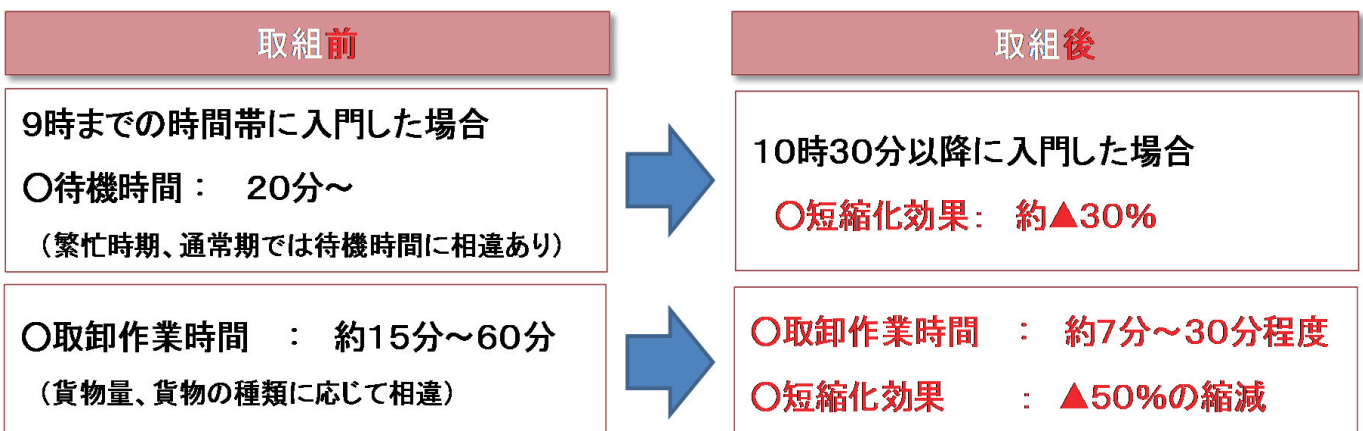 取組前
9時までの時間帯に入門した場合
〇待機時間： 20分～
（繁忙時期、通常期では待機時間に相違あり）
〇取卸作業時間 ： 約15分～60分
（貨物量、貨物の種類に応じて相違）
取組後
10時30分以降に入門した場合
〇短縮化効果： 約▲30%
〇取卸作業時間 ： 約7分～30分程度
〇短縮化効果 ： ▲50%の縮減